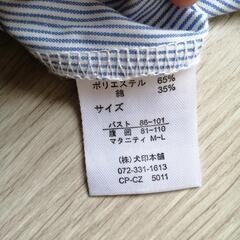 ポリエステル 65%
綿 35%
サイズ
バスト 86-101
腹囲 81-110
マタニティ M-L
(株)犬印本舗
072-331-1613
CP-CZ 5011